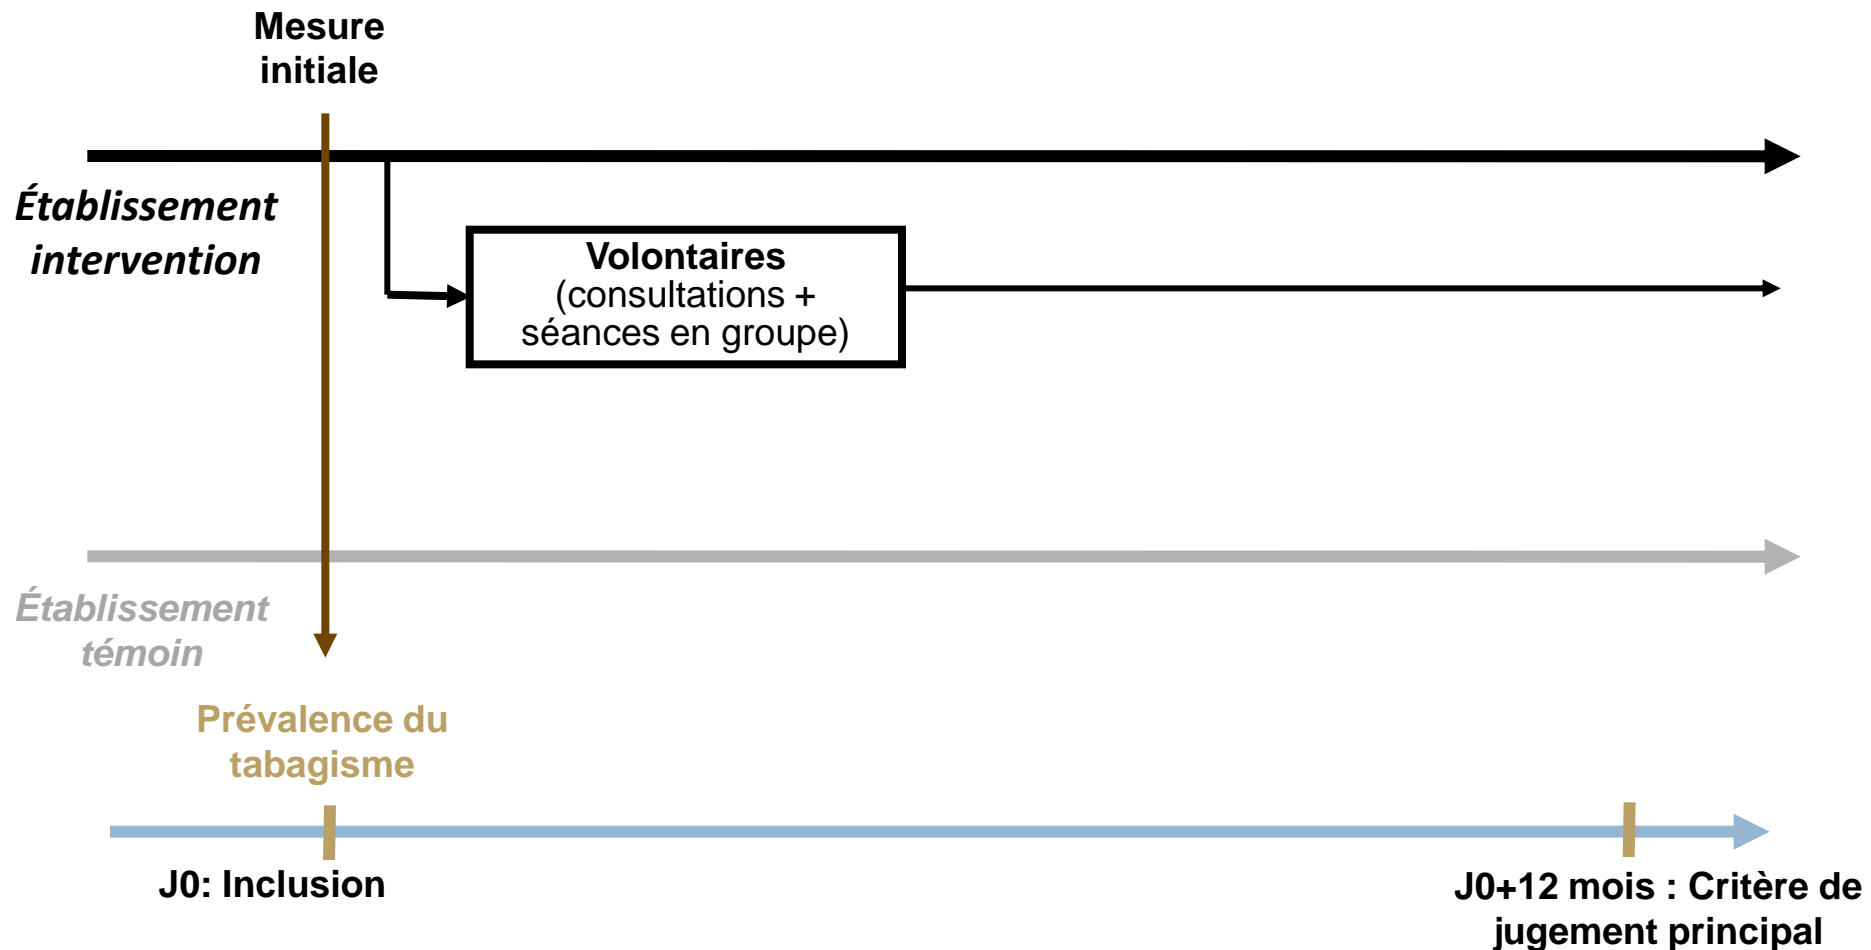 Mesure
initiale
Établissement
intervention
Volontaires
(consultations +
séances en groupe)
Établissement
témoin
Prévalence du
tabagisme
J0: Inclusion
J0+12 mois : Critère de
jugement principal